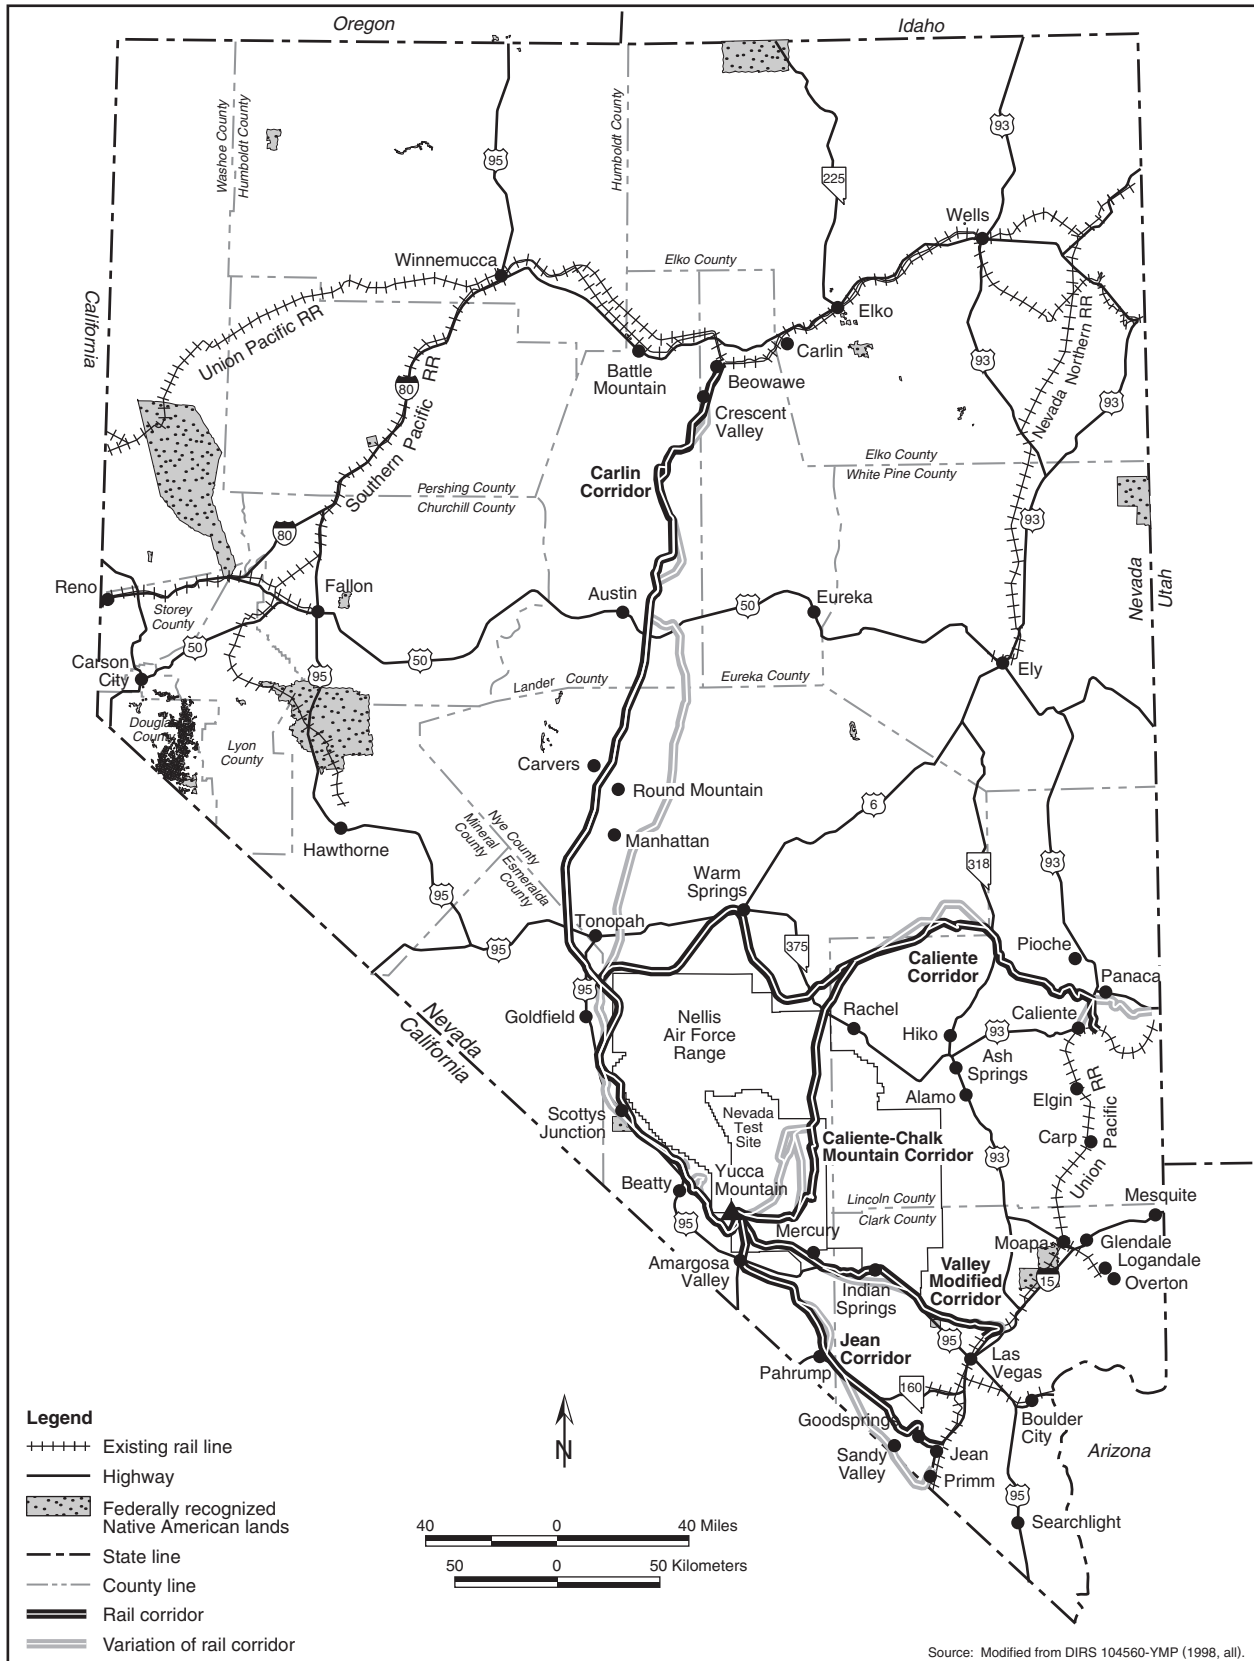 Oregon
Idaho
Washoe County
Humboldt County
Humboldt County
95
225
93
Wells
Winnemucca
Elko County
California
Union Pacific RR
Elko
80
Southern Pacific RR
Battle
Mountain
Carlin
Beowawe
Crescent
Valley
93
93
Nevada Northern RR
Carlin
Corridor
Elko County
White Pine County
Pershing County
Churchill County
80
93
Nevada
Utah
Reno
Storey
County
Fallon
Austin
50
Eureka
50
50
Carson
City
95
Ely
Lander County
Eureka County
Douglas
County
Lyon
County
Carvers
Round Mountain
6
Nye County
Mineral
County
Esmeralda
County
Manhattan
Hawthorne
318
93
Warm
Springs
95
Tonopah
95
375
Caliente
Corridor
Pioche
Panaca
95
Nevada
California
Goldfield
Nellis
Air Force
Range
Rachel
Caliente
Hiko
93
Ash
Springs
Alamo
Elgin
Scottys
Junction
Nevada
Test
Site
Carp
Union Pacific RR
Caliente-Chalk
Mountain Corridor
93
Beatty
Yucca
Mountain
Lincoln County
Clark County
Mesquite
95
Mercury
Moapa
Glendale
Logandale
Overton
Amargosa
Valley
Valley
Modified
Corridor
15
Indian
Springs
Jean
Corridor
95
Las
Vegas
Pahrump
160
Goodsprings
Boulder
City
Arizona
Sandy
Valley
Jean
Primm
95
Searchlight
Legend
Existing rail line
Highway
Federally recognized
Native American lands
State line
County line
Rail corridor
Variation of rail corridor
N
40 0 40 Miles
50 0 50 Kilometers
Source: Modified from DIRS 104560-YMP (1998, all).